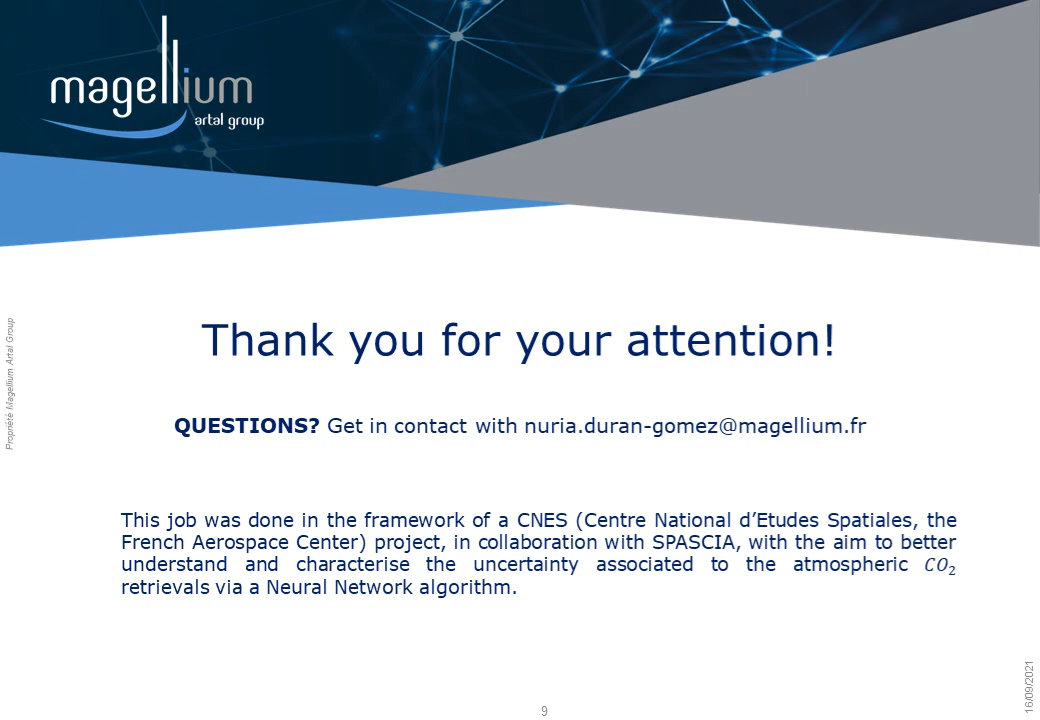 magellium
artal group
Thank you for your attention!
QUESTIONS? Get in contact with nuria.duran-gomez@magellium.fr
This job was done in the framework of a CNES (Centre National d’Etudes Spatiales, the
French Aerospace Center) project, in collaboration with SPASCIA, with the aim to better
understand and characterise the uncertainty associated to the atmospheric CO₂
retrievals via a Neural Network algorithm.
Propriété Magellium Artal Group
9
16/09/2021